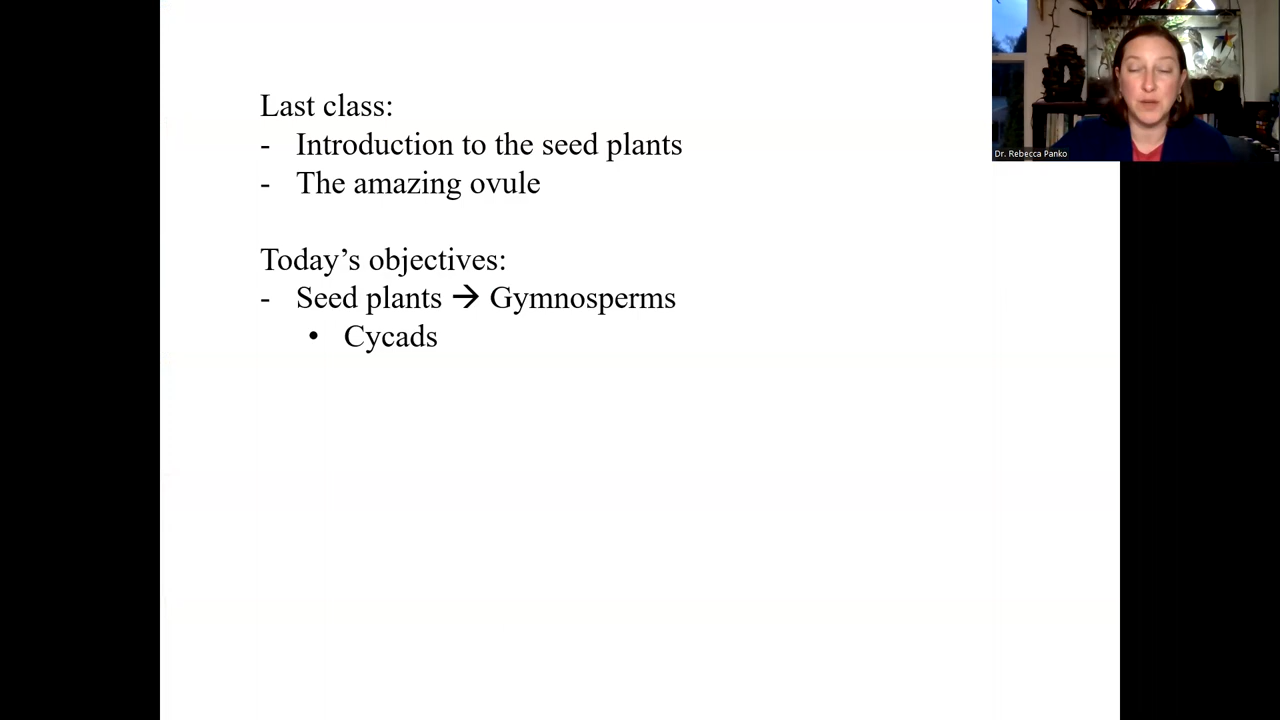 Last class:
- Introduction to the seed plants
- The amazing ovule
Today’s objectives:
- Seed plants → Gymnosperms
• Cycads
Dr. Rebecca Panko